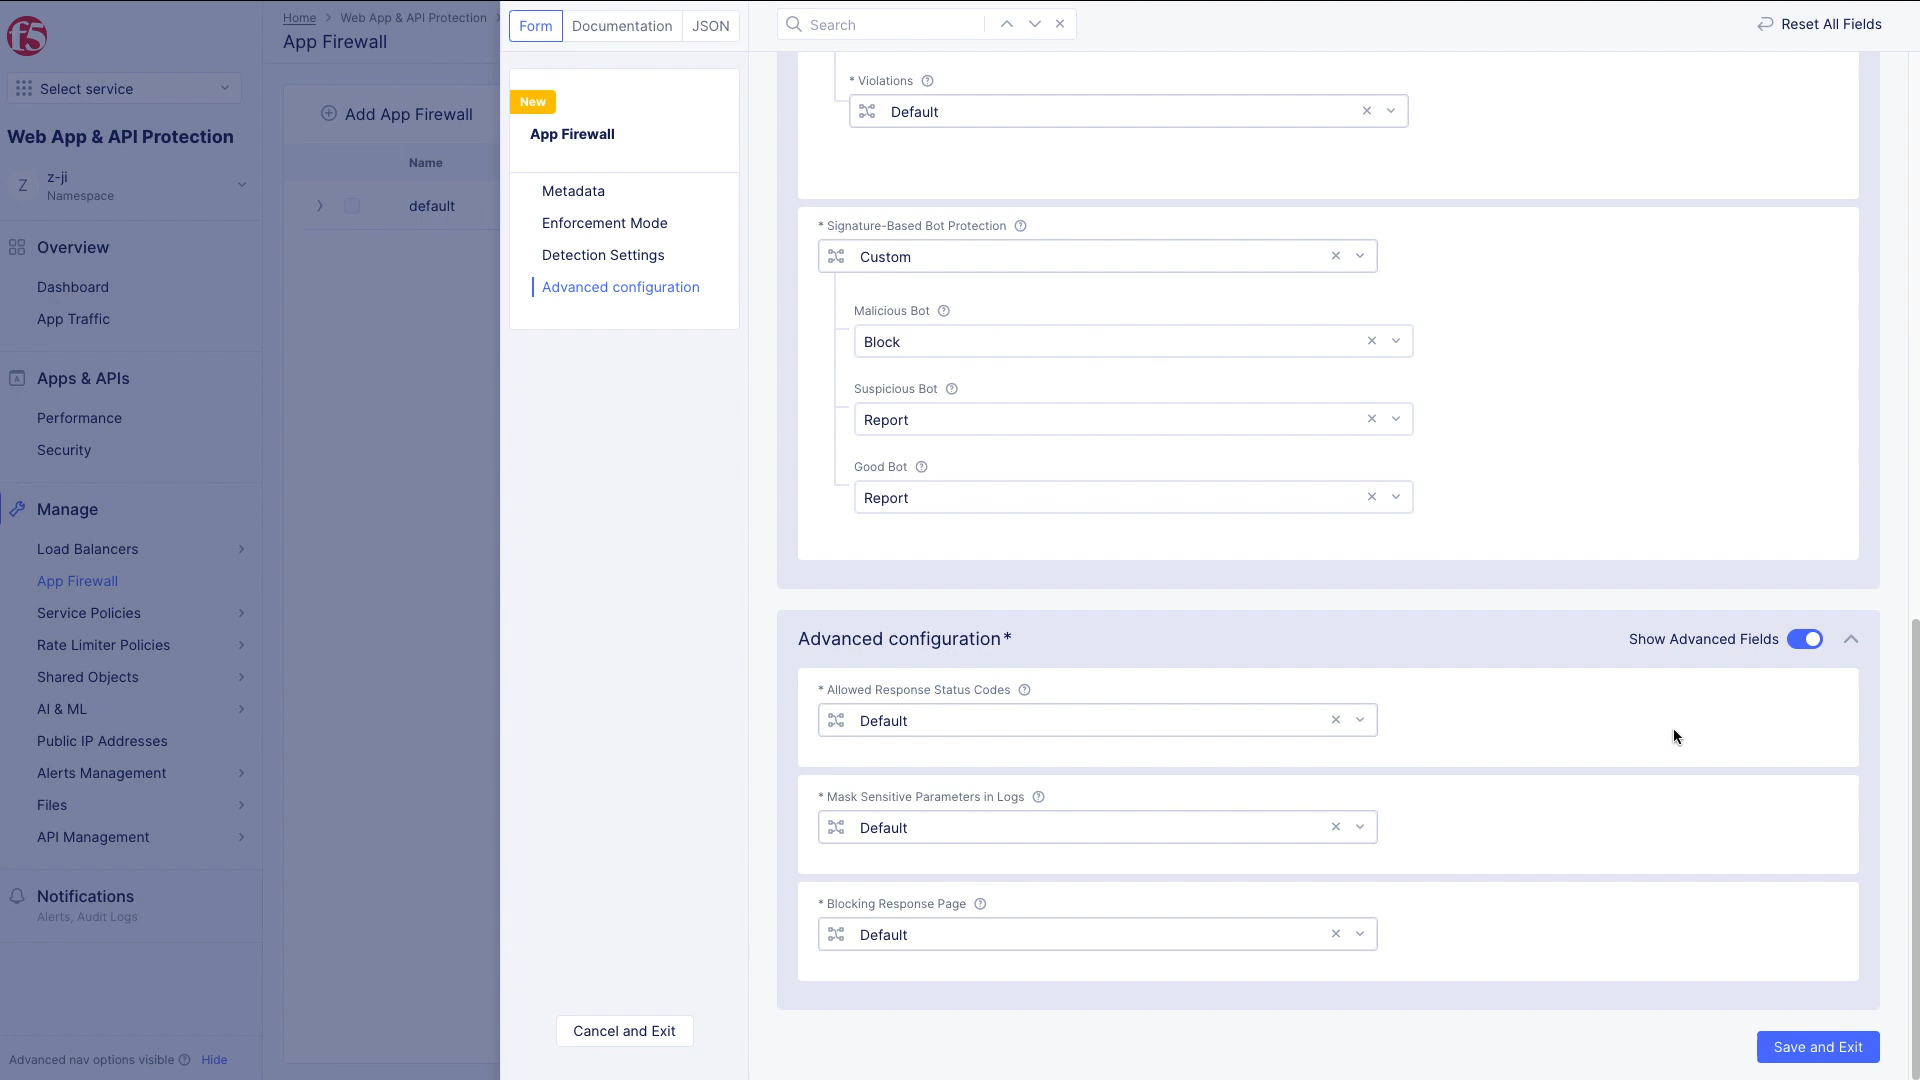 f5
Select service
Web App & API Protection
Z
z-ji
Namespace
Overview
Dashboard
App Traffic
Apps & APIs
Performance
Security
Manage
Load Balancers
App Firewall
Service Policies
Rate Limiter Policies
Shared Objects
AI & ML
Public IP Addresses
Alerts Management
Files
API Management
Notifications
Alerts, Audit Logs
Advanced nav options visible Hide
Home > Web App & API Protection
App Firewall
Add App Firewall
Name
default
Form Documentation JSON
New
App Firewall
Metadata
Enforcement Mode
Detection Settings
Advanced configuration
Cancel and Exit
Search
Reset All Fields
* Violations
Default
* Signature-Based Bot Protection
Custom
Malicious Bot
Block
Suspicious Bot
Report
Good Bot
Report
Advanced configuration*
Show Advanced Fields
* Allowed Response Status Codes
Default
* Mask Sensitive Parameters in Logs
Default
* Blocking Response Page
Default
Save and Exit